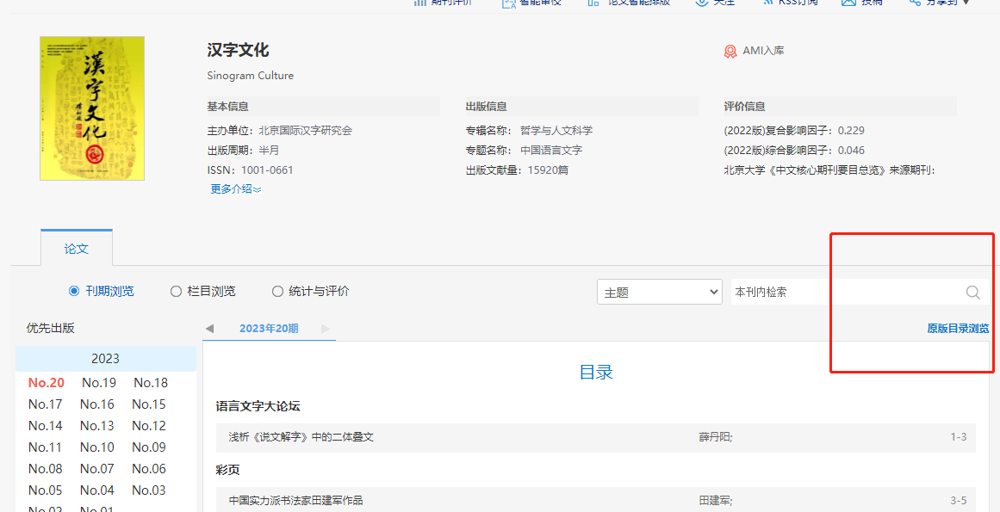 期刊评价 智能审校 论文智能排版 关注 RSS订阅 投稿 分享到
漢字文化
汉字文化
Sinogram Culture
AMI入库
基本信息
主办单位：北京国际汉字研究会
出版周期：半月
ISSN：1001-0661
更多介绍
出版信息
专辑名称：哲学与人文科学
专题名称：中国语言文字
出版文献量：15920篇
评价信息
(2022版)复合影响因子：0.229
(2022版)综合影响因子：0.046
北京大学《中文核心期刊要目总览》来源期刊：
论文
刊期浏览 栏目浏览 统计与评价
主题 本刊内检索
优先出版
2023年20期
原版目录浏览
2023
No.20 No.19 No.18
No.17 No.16 No.15
No.14 No.13 No.12
No.11 No.10 No.09
No.08 No.07 No.06
No.05 No.04 No.03
No.02 No.01
目录
语言文字大论坛
浅析《说文解字》中的二体叠文 薛丹阳; 1-3
彩页
中国实力派书法家田建军作品 田建军; 3-5